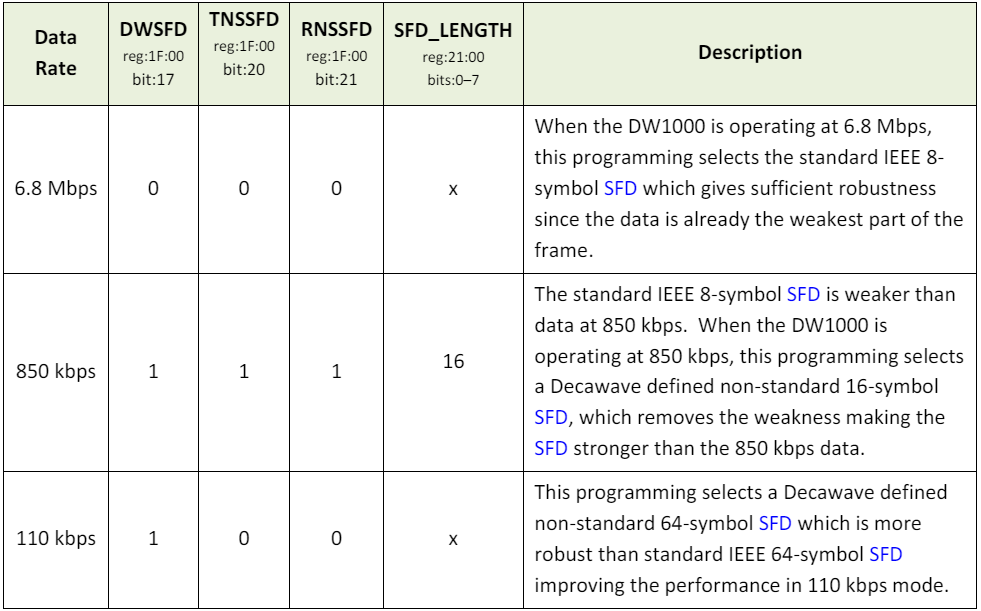 Data
Rate
DWSFD
reg:1F:00
bit:17
TNSSFD
reg:1F:00
bit:20
RNSSFD
reg:1F:00
bit:21
SFD_LENGTH
reg:21:00
bits:0–7
Description
6.8 Mbps
0
0
0
x
When the DW1000 is operating at 6.8 Mbps,
this programming selects the standard IEEE 8-
symbol SFD which gives sufficient robustness
since the data is already the weakest part of the
frame.
850 kbps
1
1
1
16
The standard IEEE 8-symbol SFD is weaker than
data at 850 kbps.  When the DW1000 is
operating at 850 kbps, this programming selects
a Decawave defined non-standard 16-symbol
SFD, which removes the weakness making the
SFD stronger than the 850 kbps data.
110 kbps
1
0
0
x
This programming selects a Decawave defined
non-standard 64-symbol SFD which is more
robust than standard IEEE 64-symbol SFD
improving the performance in 110 kbps mode.